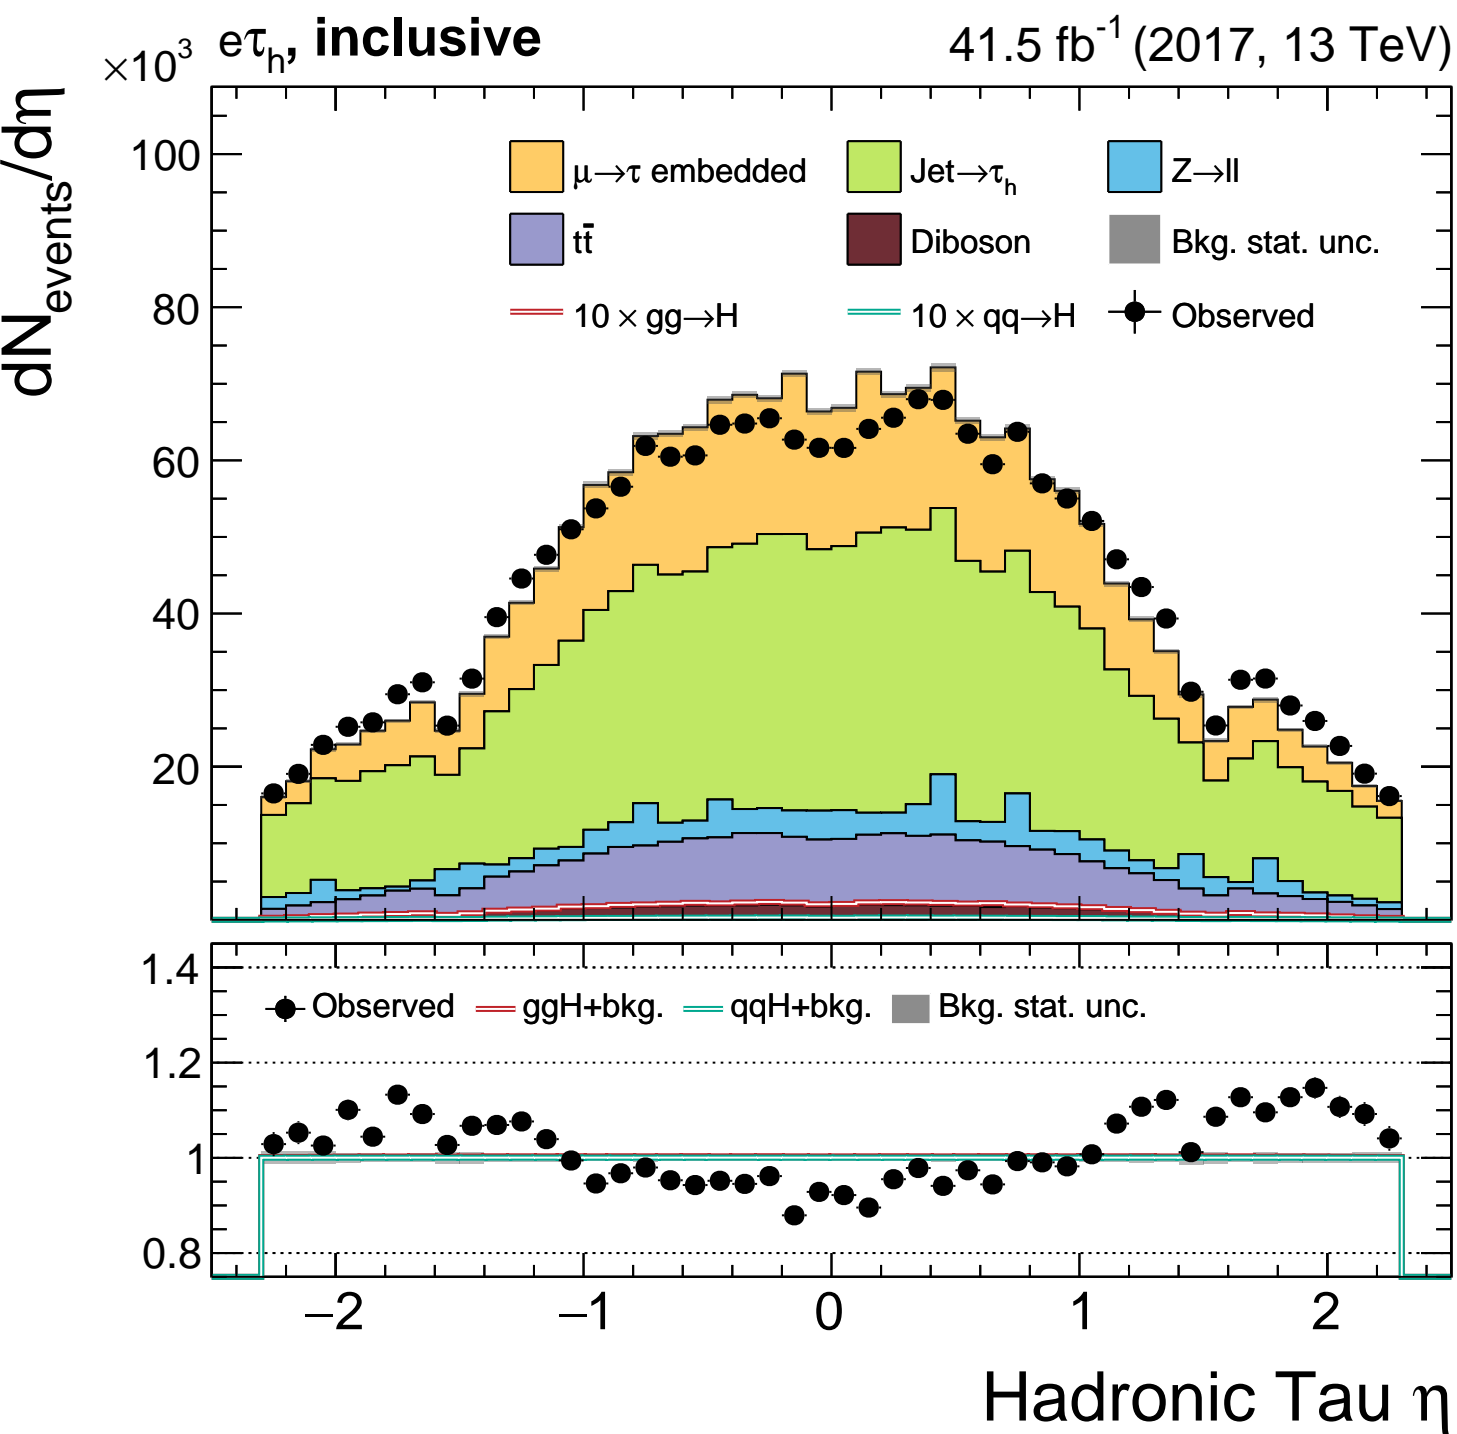 ×10³ eτₕ, inclusive 41.5 fb⁻¹ (2017, 13 TeV)
dN_events/dη
100
80
60
40
20
μ→τ embedded Jet→τₕ Z→ll
tt̄ Diboson Bkg. stat. unc.
10 × gg→H 10 × qq→H Observed
1.4
1.2
1
0.8
Observed ggH+bkg. qqH+bkg. Bkg. stat. unc.
−2 −1 0 1 2
Hadronic Tau η